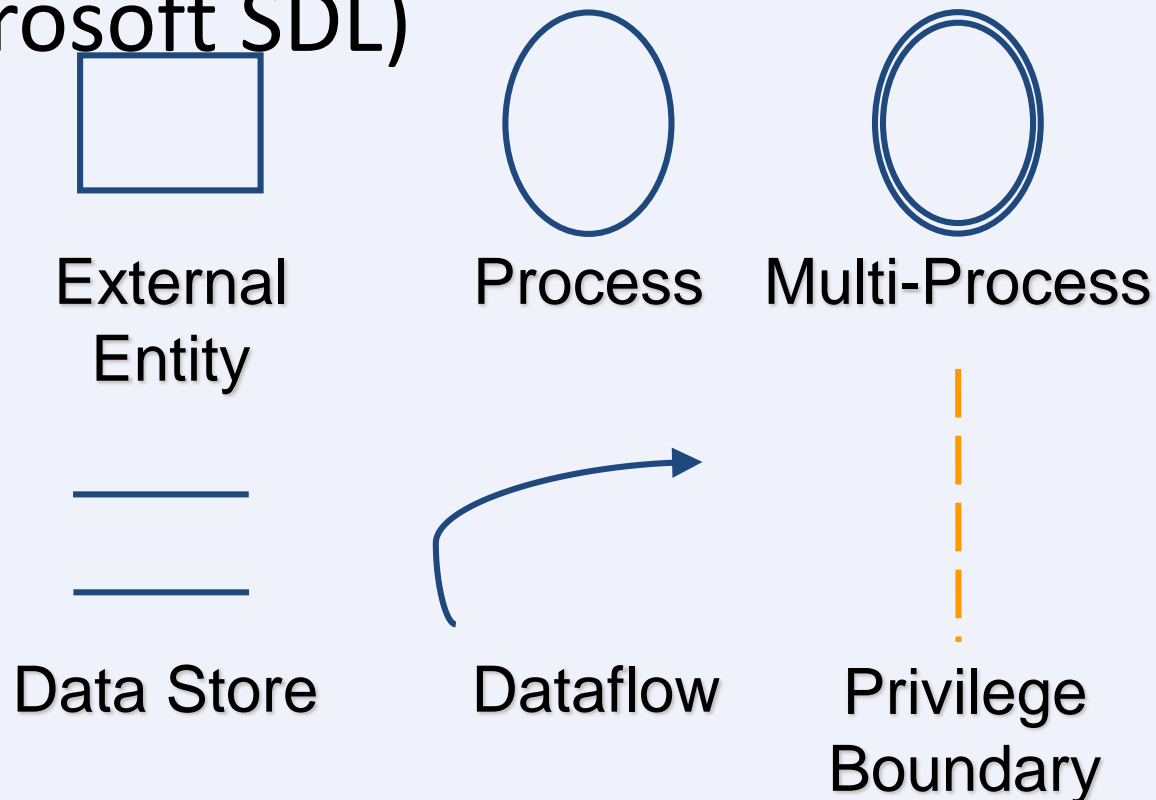 rosoft SDL)
External
Entity
Process
Multi-Process
Data Store
Dataflow
Privilege
Boundary